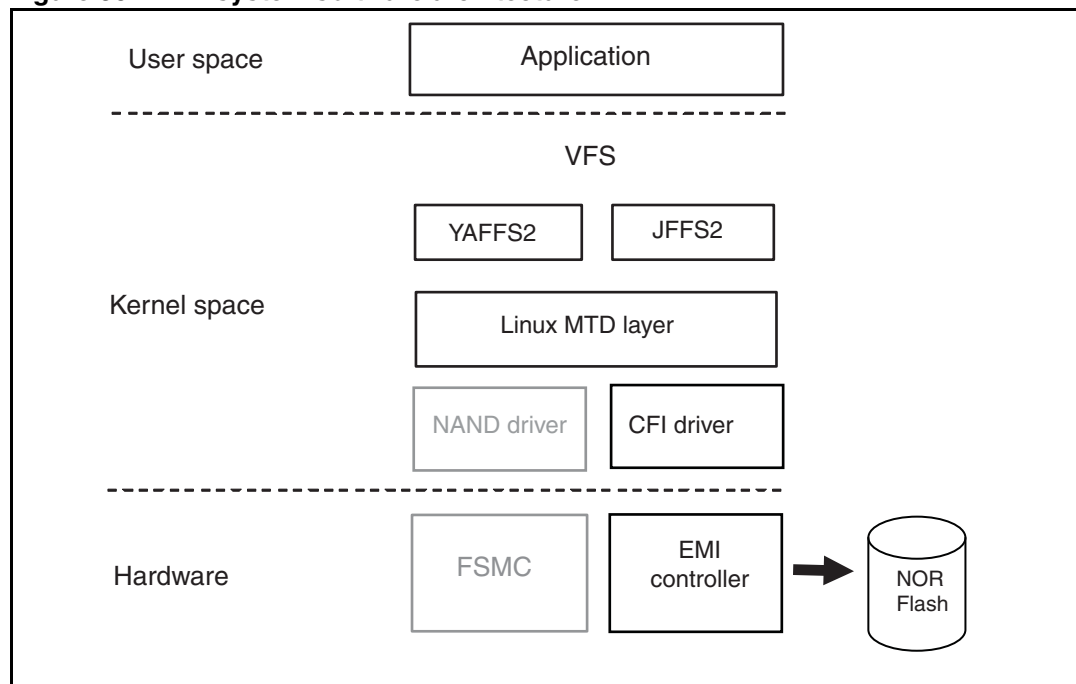 User space
Application
VFS
YAFFS2
JFFS2
Kernel space
Linux MTD layer
NAND driver
CFI driver
Hardware
FSMC
EMI
controller
NOR
Flash